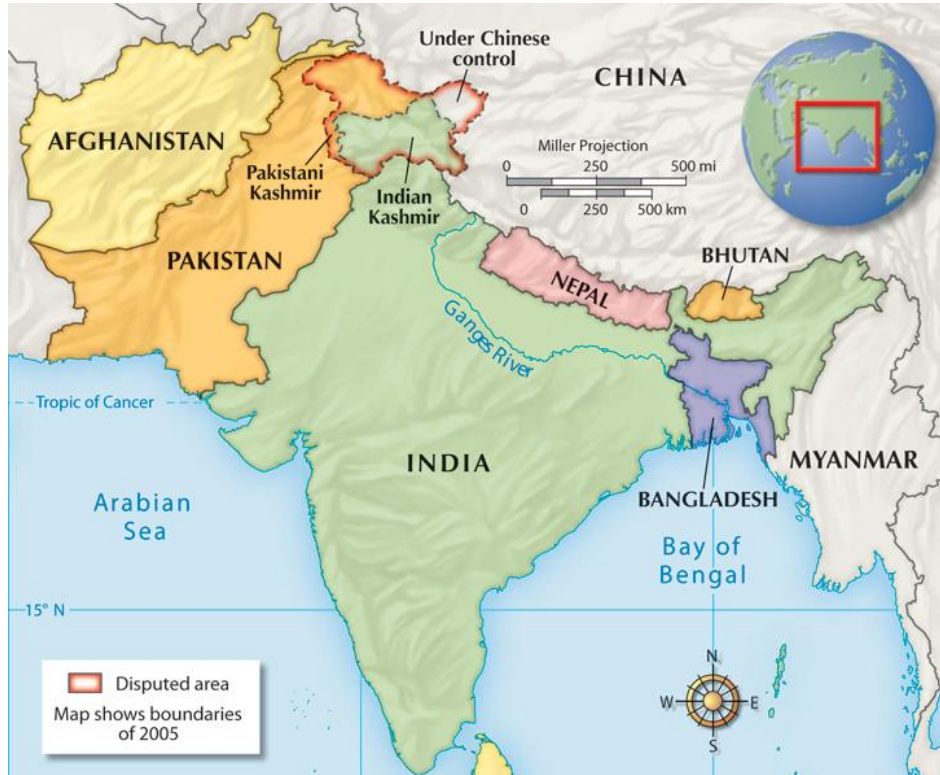 Under Chinese
control
CHINA
AFGHANISTAN
Miller Projection
0 250 500 mi
0 250 500 km
Pakistani
Kashmir
Indian
Kashmir
PAKISTAN
BHUTAN
NEPAL
Ganges River
Tropic of Cancer
INDIA
MYANMAR
BANGLADESH
Arabian
Sea
Bay of
Bengal
15° N
N
W E
S
Disputed area
Map shows boundaries
of 2005